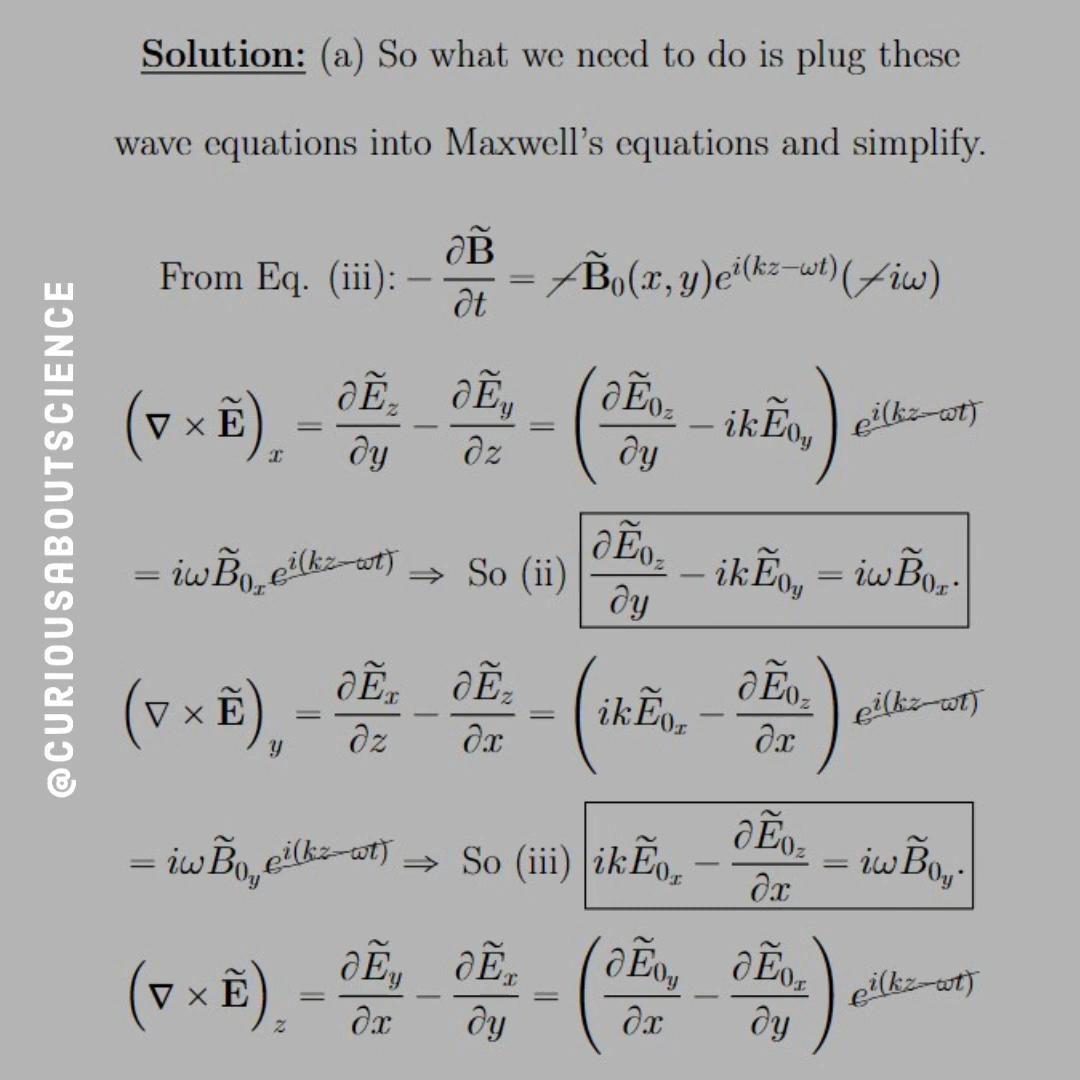 Solution: (a) So what we need to do is plug these
wave equations into Maxwell's equations and simplify.
From Eq. (iii): − ∂B̃/∂t = −B̃₀(x, y)e^{i(kz−ωt)}(−iω)
(∇ × Ẽ)_x = ∂Ẽ_z/∂y − ∂Ẽ_y/∂z = (∂Ẽ_{0_z}/∂y − ikẼ_{0_y}) e^{i(kz−ωt)}
= iωB̃_{0_x}e^{i(kz−ωt)} ⇒ So (ii) ∂Ẽ_{0_z}/∂y − ikẼ_{0_y} = iωB̃_{0_x}.
(∇ × Ẽ)_y = ∂Ẽ_x/∂z − ∂Ẽ_z/∂x = (ikẼ_{0_x} − ∂Ẽ_{0_z}/∂x) e^{i(kz−ωt)}
= iωB̃_{0_y}e^{i(kz−ωt)} ⇒ So (iii) ikẼ_{0_x} − ∂Ẽ_{0_z}/∂x = iωB̃_{0_y}.
(∇ × Ẽ)_z = ∂Ẽ_y/∂x − ∂Ẽ_x/∂y = (∂Ẽ_{0_y}/∂x − ∂Ẽ_{0_x}/∂y) e^{i(kz−ωt)}
@CURIOUSABOUTSCIENCE